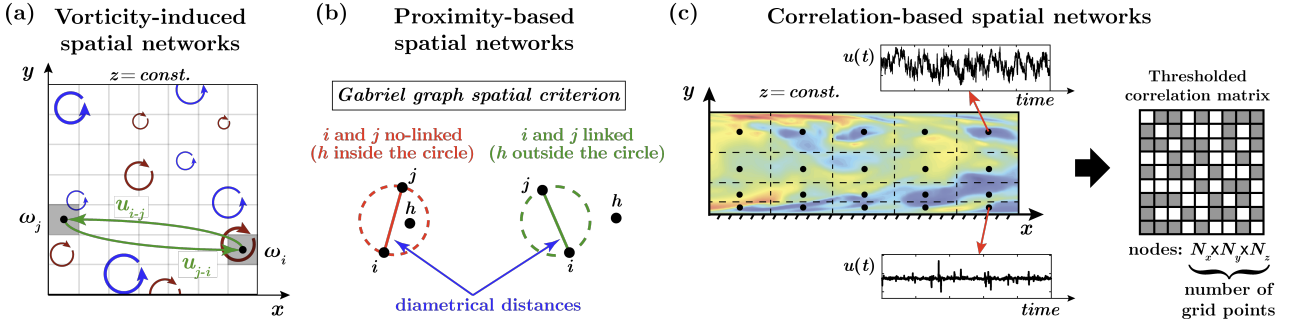 (a) Vorticity-induced
spatial networks
y
z= const.
ω_j
u_{i-j}
u_{j-i}
ω_i
x
(b) Proximity-based
spatial networks
Gabriel graph spatial criterion
i and j no-linked
(h inside the circle)
i and j linked
(h outside the circle)
j
h
i
j
h
i
diametrical distances
(c) Correlation-based spatial networks
u(t)
time
y
z= const.
x
u(t)
time
Thresholded
correlation matrix
nodes: N_x×N_y×N_z
number of
grid points